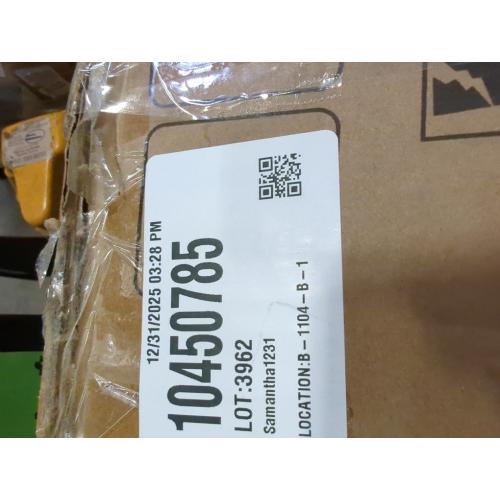 12/31/2025 03:28 PM
10450785
LOT:3962
Samantha1231
LOCATION:B-1104-B-1